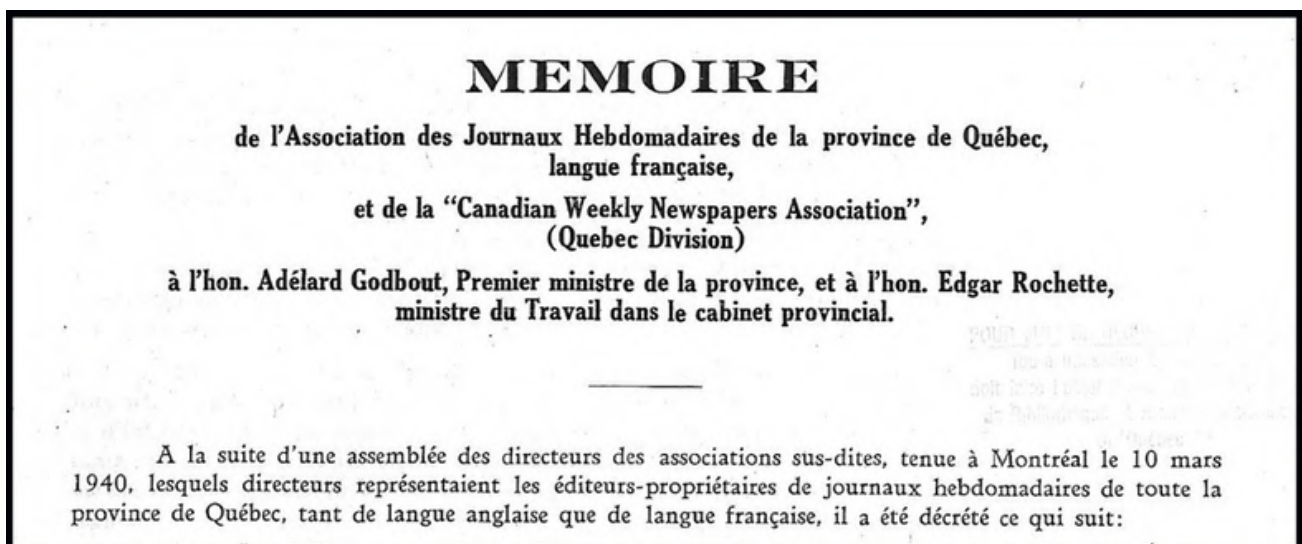 MEMOIRE
de l'Association des Journaux Hebdomadaires de la province de Québec,
langue française,
et de la "Canadian Weekly Newspapers Association",
(Quebec Division)
à l'hon. Adélard Godbout, Premier ministre de la province, et à l'hon. Edgar Rochette,
ministre du Travail dans le cabinet provincial.
A la suite d'une assemblée des directeurs des associations sus-dites, tenue à Montréal le 10 mars
1940, lesquels directeurs représentaient les éditeurs-propriétaires de journaux hebdomadaires de toute la
province de Québec, tant de langue anglaise que de langue française, il a été décrété ce qui suit: